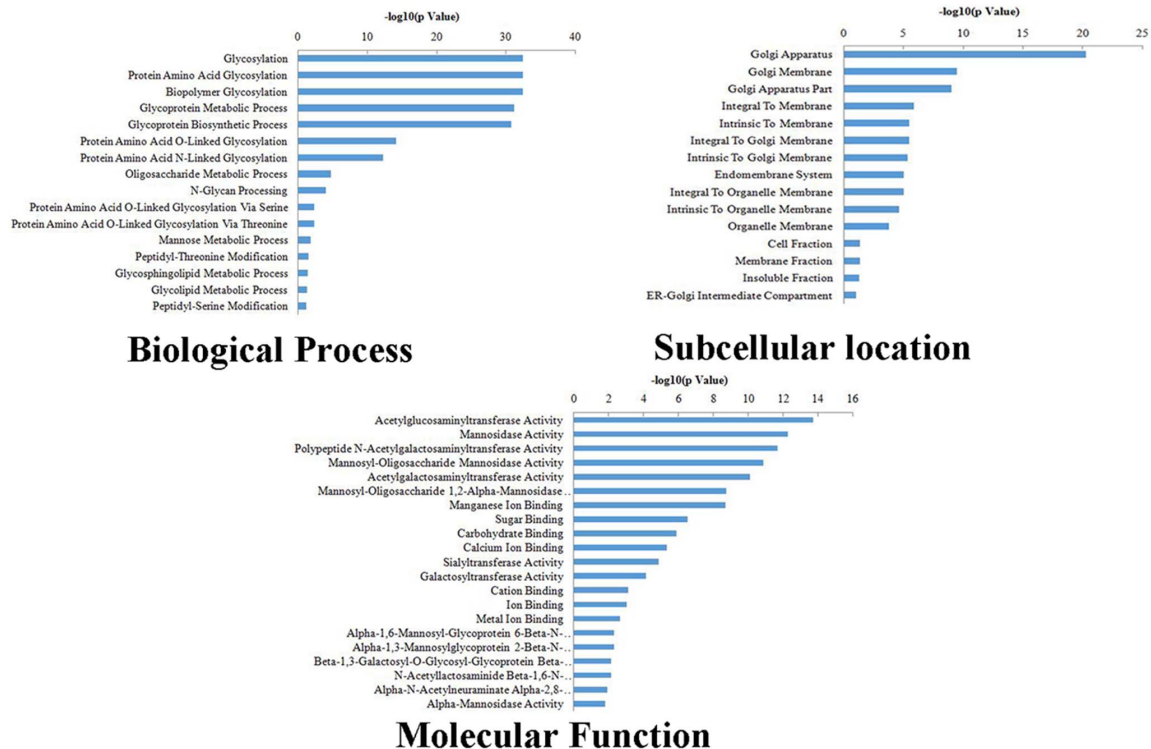 -log10(p Value)
0 10 20 30 40
Glycosylation
Protein Amino Acid Glycosylation
Biopolymer Glycosylation
Glycoprotein Metabolic Process
Glycoprotein Biosynthetic Process
Protein Amino Acid O-Linked Glycosylation
Protein Amino Acid N-Linked Glycosylation
Oligosaccharide Metabolic Process
N-Glycan Processing
Protein Amino Acid O-Linked Glycosylation Via Serine
Protein Amino Acid O-Linked Glycosylation Via Threonine
Mannose Metabolic Process
Peptidyl-Threonine Modification
Glycosphingolipid Metabolic Process
Glycolipid Metabolic Process
Peptidyl-Serine Modification
Biological Process
-log10(p Value)
0 5 10 15 20 25
Golgi Apparatus
Golgi Membrane
Golgi Apparatus Part
Integral To Membrane
Intrinsic To Membrane
Integral To Golgi Membrane
Intrinsic To Golgi Membrane
Endomembrane System
Integral To Organelle Membrane
Intrinsic To Organelle Membrane
Organelle Membrane
Cell Fraction
Membrane Fraction
Insoluble Fraction
ER-Golgi Intermediate Compartment
Subcellular location
-log10(p Value)
0 2 4 6 8 10 12 14 16
Acetylglucosaminyltransferase Activity
Mannosidase Activity
Polypeptide N-Acetylgalactosaminyltransferase Activity
Mannosyl-Oligosaccharide Mannosidase Activity
Acetylgalactosaminyltransferase Activity
Mannosyl-Oligosaccharide 1,2-Alpha-Mannosidase..
Manganese Ion Binding
Sugar Binding
Carbohydrate Binding
Calcium Ion Binding
Sialyltransferase Activity
Galactosyltransferase Activity
Cation Binding
Ion Binding
Metal Ion Binding
Alpha-1,6-Mannosyl-Glycoprotein 6-Beta-N-..
Alpha-1,3-Mannosylglycoprotein 2-Beta-N-..
Beta-1,3-Galactosyl-O-Glycosyl-Glycoprotein Beta-..
N-Acetyllactosaminide Beta-1,6-N-..
Alpha-N-Acetylneuraminate Alpha-2,8-..
Alpha-Mannosidase Activity
Molecular Function